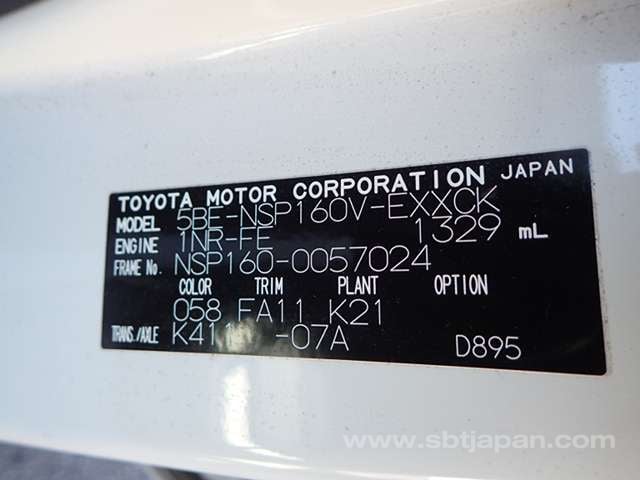 TOYOTA MOTOR CORPORATION JAPAN
MODEL 5BE-NSP160V-EXXCK
ENGINE 1NR-FE 1329 mL
FRAME No. NSP160-0057024
COLOR TRIM PLANT OPTION
058 FA11 K21
TRANS./AXLE K411 -07A D895
www.sbtjapan.com